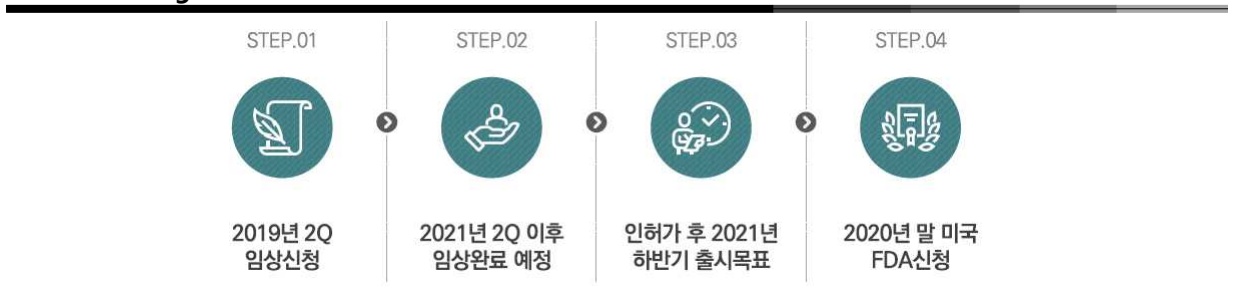 STEP.01
2019년 2Q
임상신청
STEP.02
2021년 2Q 이후
임상완료 예정
STEP.03
인허가 후 2021년
하반기 출시목표
STEP.04
2020년 말 미국
FDA신청